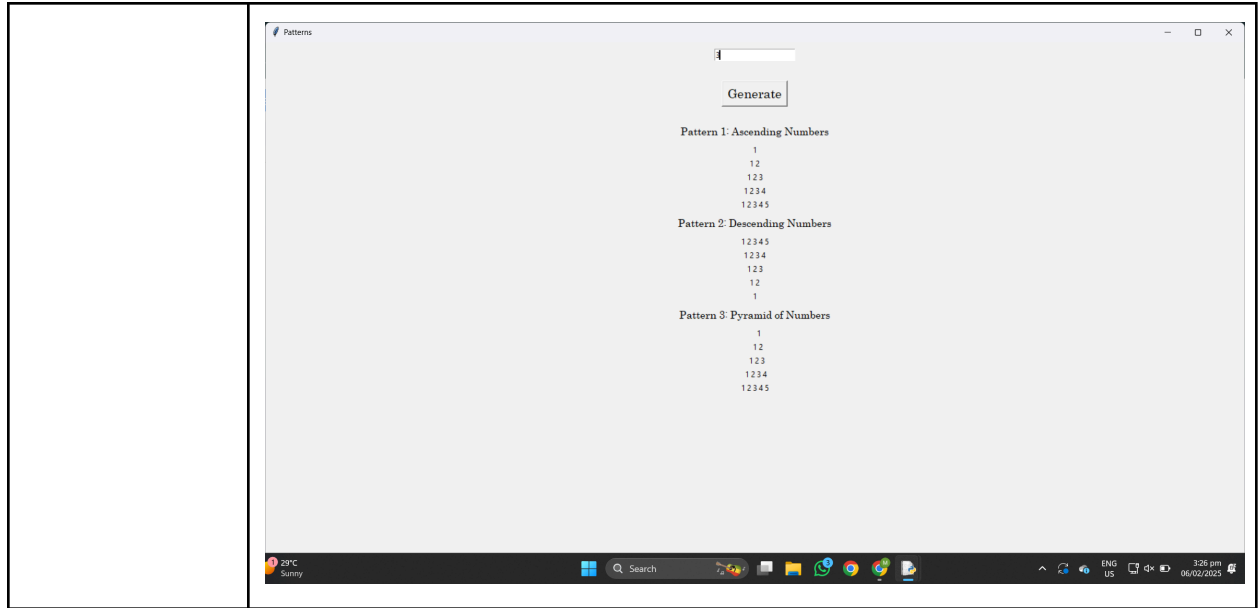 Patterns
3
Generate
Pattern 1: Ascending Numbers
1
1 2
1 2 3
1 2 3 4
1 2 3 4 5
Pattern 2: Descending Numbers
1 2 3 4 5
1 2 3 4
1 2 3
1 2
1
Pattern 3: Pyramid of Numbers
1
1 2
1 2 3
1 2 3 4
1 2 3 4 5
1
29°C
Sunny
Search
3
ENG
US
3:26 pm
06/02/2025